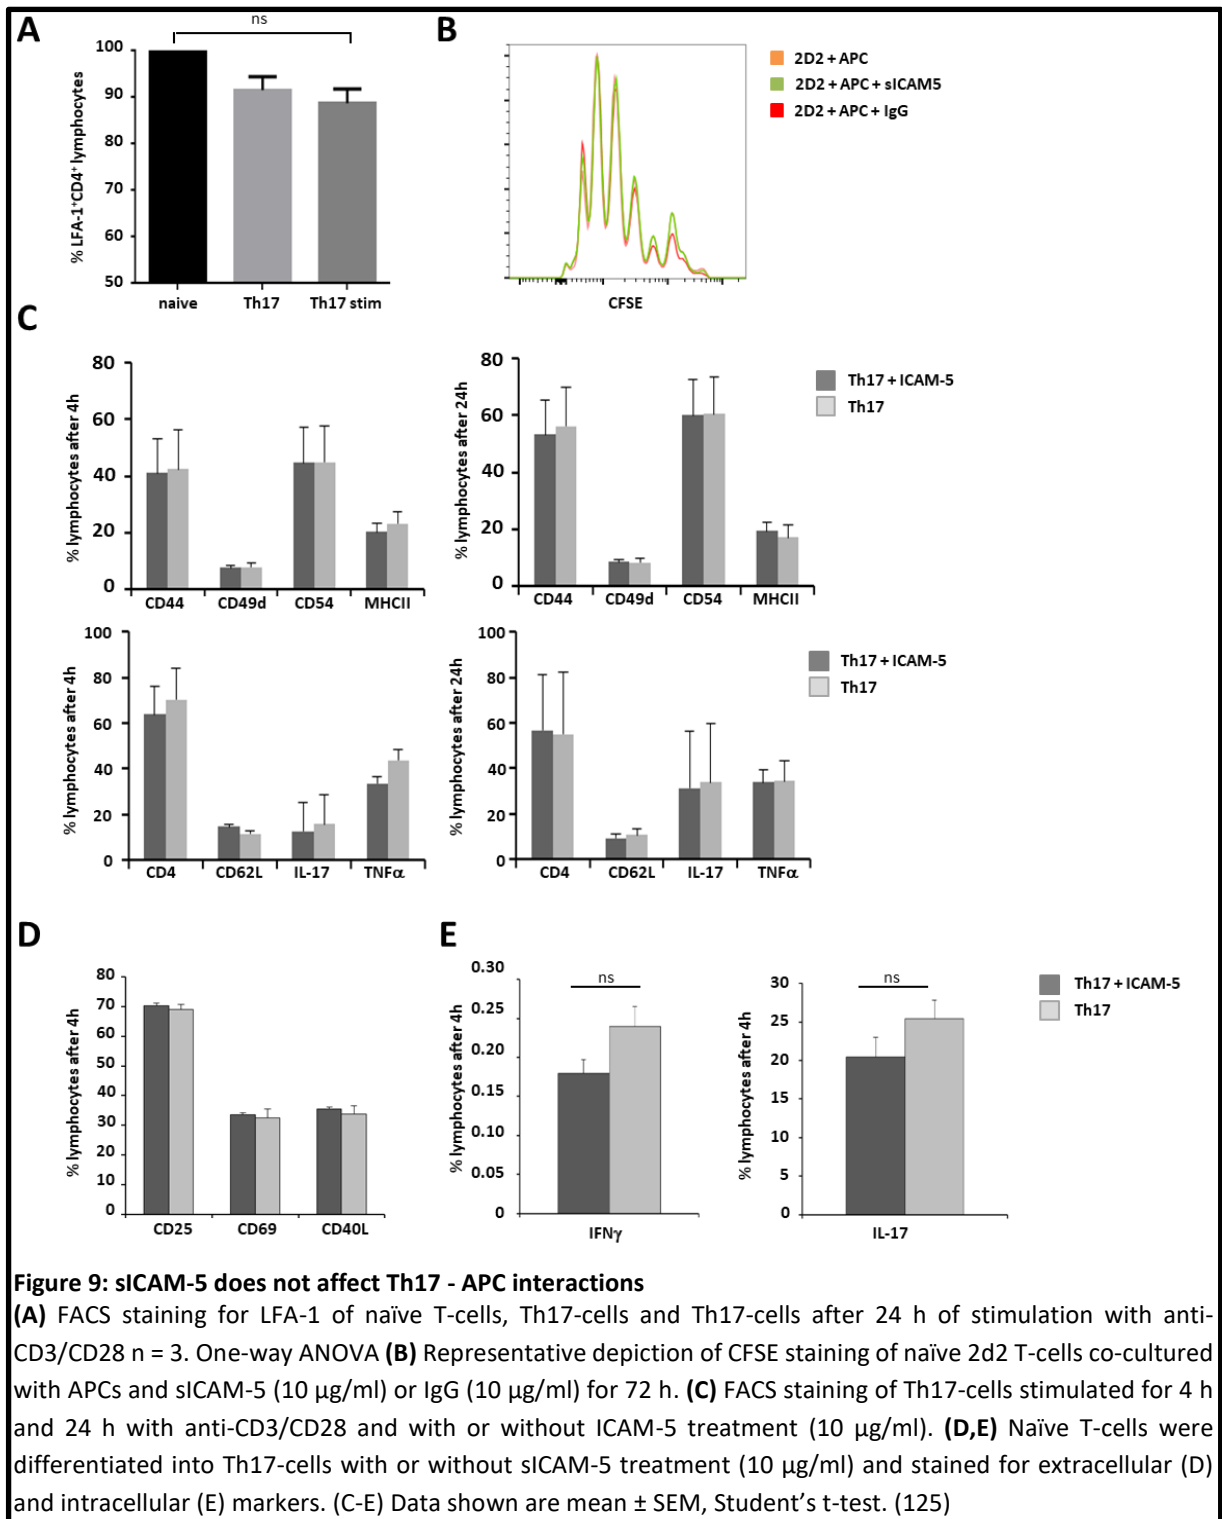 A
ns
% LFA-1⁺CD4⁺ lymphocytes
100
90
80
70
60
50
naive Th17 Th17 stim
B
CFSE
2D2 + APC
2D2 + APC + sICAM5
2D2 + APC + IgG
C
% lymphocytes after 4h
80
60
40
20
0
CD44 CD49d CD54 MHCII
% lymphocytes after 24h
80
60
40
20
0
CD44 CD49d CD54 MHCII
Th17 + ICAM-5
Th17
% lymphocytes after 4h
100
80
60
40
20
0
CD4 CD62L IL-17 TNFα
% lymphocytes after 24h
100
80
60
40
20
0
CD4 CD62L IL-17 TNFα
Th17 + ICAM-5
Th17
D
% lymphocytes after 4h
80
70
60
50
40
30
20
10
0
CD25 CD69 CD40L
E
% lymphocytes after 4h
0.30
0.25
0.20
0.15
0.10
0.05
0
ns
IFNγ
% lymphocytes after 4h
30
25
20
15
10
5
0
ns
IL-17
Th17 + ICAM-5
Th17
Figure 9: sICAM-5 does not affect Th17 - APC interactions
(A) FACS staining for LFA-1 of naïve T-cells, Th17-cells and Th17-cells after 24 h of stimulation with anti-
CD3/CD28 n = 3. One-way ANOVA (B) Representative depiction of CFSE staining of naïve 2d2 T-cells co-cultured
with APCs and sICAM-5 (10 µg/ml) or IgG (10 µg/ml) for 72 h. (C) FACS staining of Th17-cells stimulated for 4 h
and 24 h with anti-CD3/CD28 and with or without ICAM-5 treatment (10 µg/ml). (D,E) Naïve T-cells were
differentiated into Th17-cells with or without sICAM-5 treatment (10 µg/ml) and stained for extracellular (D)
and intracellular (E) markers. (C-E) Data shown are mean ± SEM, Student’s t-test. (125)